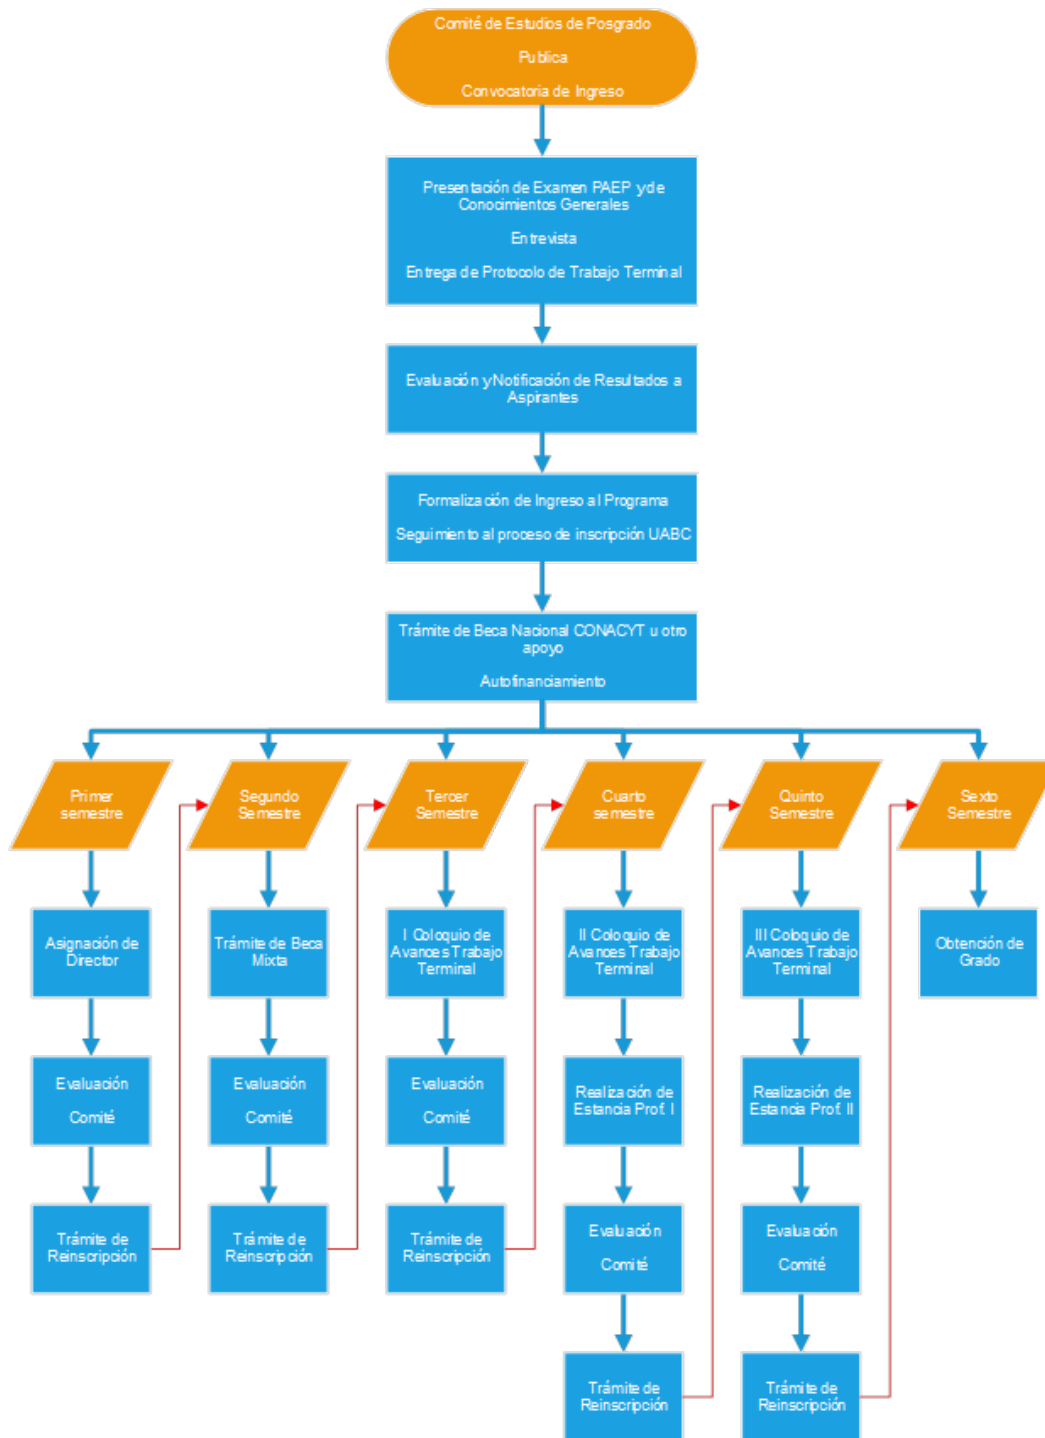 Comité de Estudios de Posgrado
Publica
Convocatoria de Ingreso
Presentación de Examen PAEP y de
Conocimientos Generales
Entrevista
Entrega de Protocolo de Trabajo Terminal
Evaluación y Notificación de Resultados a
Aspirantes
Formalización de Ingreso al Programa
Seguimiento al proceso de inscripción UABC
Trámite de Beca Nacional CONACYT u otro
apoyo
Autofinanciamiento
Primer
semestre
Segundo
Semestre
Tercer
Semestre
Cuarto
semestre
Quinto
Semestre
Sexto
Semestre
Asignación de
Director
Trámite de Beca
Mixta
I Coloquio de
Avances Trabajo
Terminal
II Coloquio de
Avances Trabajo
Terminal
III Coloquio de
Avances Trabajo
Terminal
Obtención de
Grado
Evaluación
Comité
Evaluación
Comité
Evaluación
Comité
Realización de
Estancia Prof. I
Realización de
Estancia Prof. II
Trámite de
Reinscripción
Trámite de
Reinscripción
Trámite de
Reinscripción
Evaluación
Comité
Evaluación
Comité
Trámite de
Reinscripción
Trámite de
Reinscripción